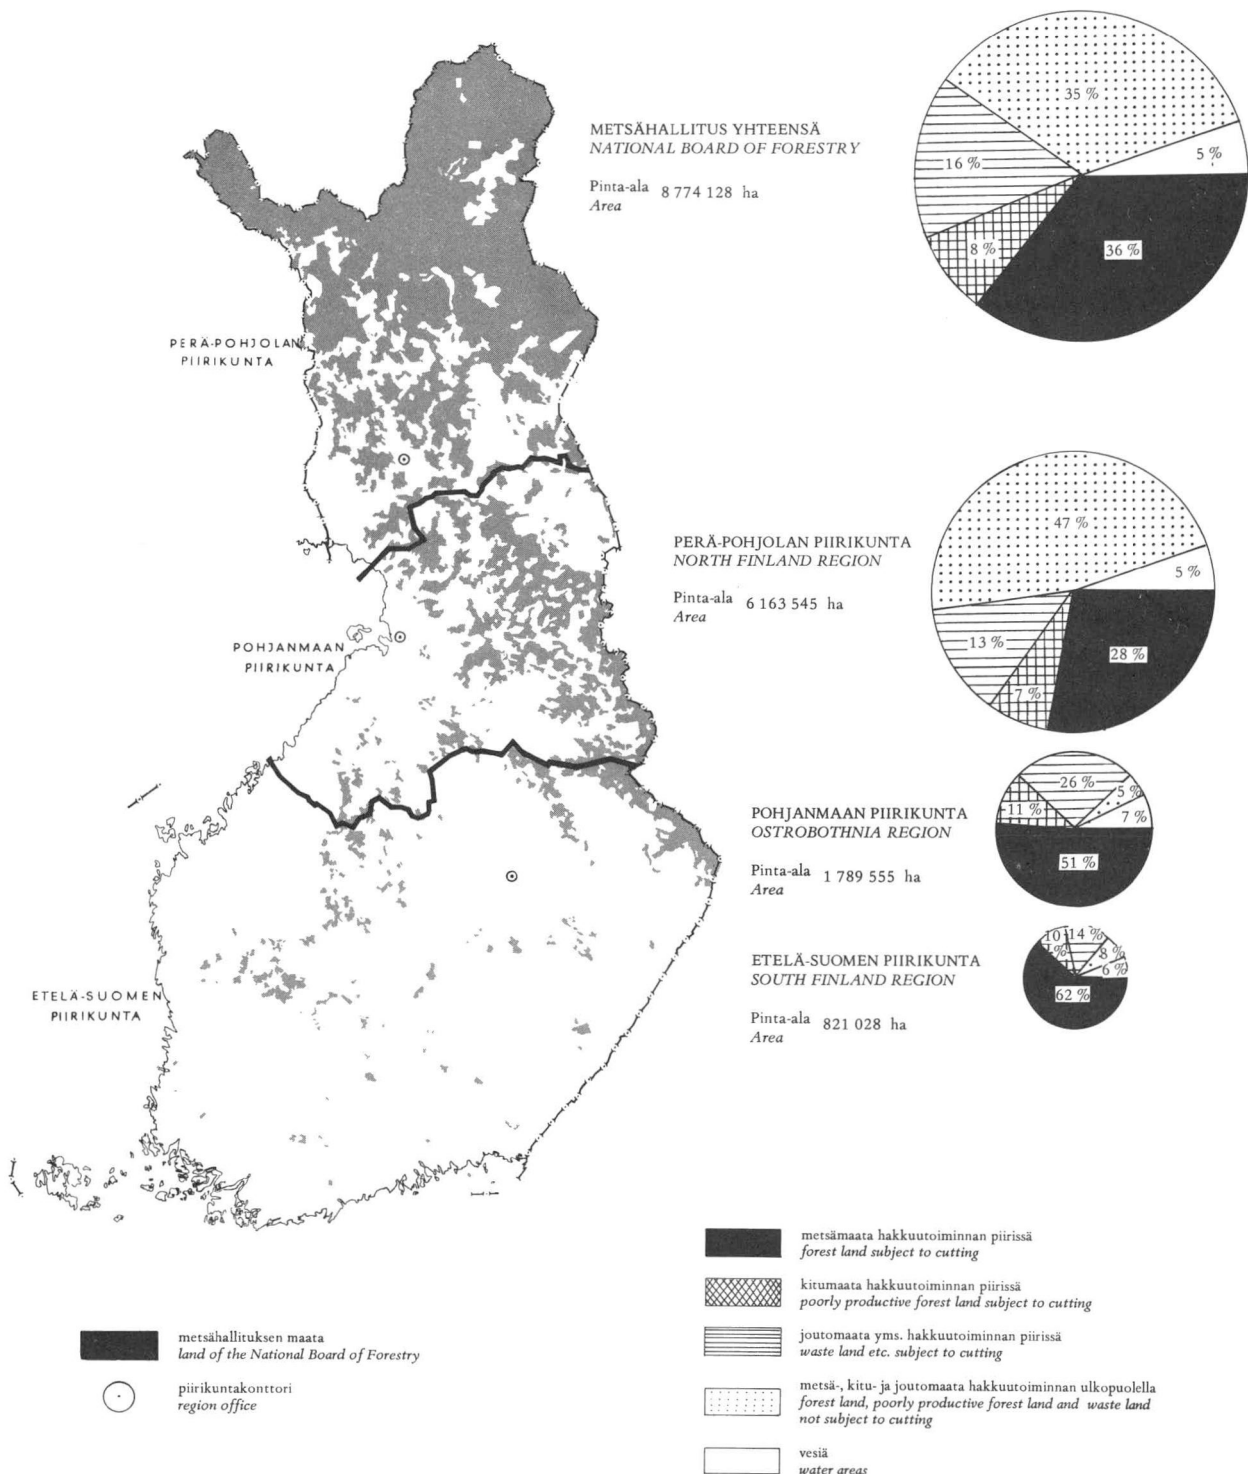 METSÄHALLITUS YHTEENSÄ
NATIONAL BOARD OF FORESTRY
Pinta-ala 8 774 128 ha
Area
35 %
5 %
16 %
8 %
36 %
PERÄ-POHJOLAN
PIIRIKUNTA
PERÄ-POHJOLAN PIIRIKUNTA
NORTH FINLAND REGION
Pinta-ala 6 163 545 ha
Area
47 %
5 %
13 %
28 %
7 %
POHJANMAAN
PIIRIKUNTA
POHJANMAAN PIIRIKUNTA
OSTROBOTHNIA REGION
Pinta-ala 1 789 555 ha
Area
26 %
5 %
11 %
7 %
51 %
ETELÄ-SUOMEN PIIRIKUNTA
SOUTH FINLAND REGION
Pinta-ala 821 028 ha
Area
10 %
14 %
8 %
6 %
62 %
ETELÄ-SUOMEN
PIIRIKUNTA
metsähallituksen maata
land of the National Board of Forestry
piirikuntakonttori
region office
metsämaata hakkuutoiminnan piirissä
forest land subject to cutting
kitumaata hakkuutoiminnan piirissä
poorly productive forest land subject to cutting
joutomaata yms. hakkuutoiminnan piirissä
waste land etc. subject to cutting
metsä-, kitu- ja joutomaata hakkuutoiminnan ulkopuolella
forest land, poorly productive forest land and waste land
not subject to cutting
vesiä
water areas